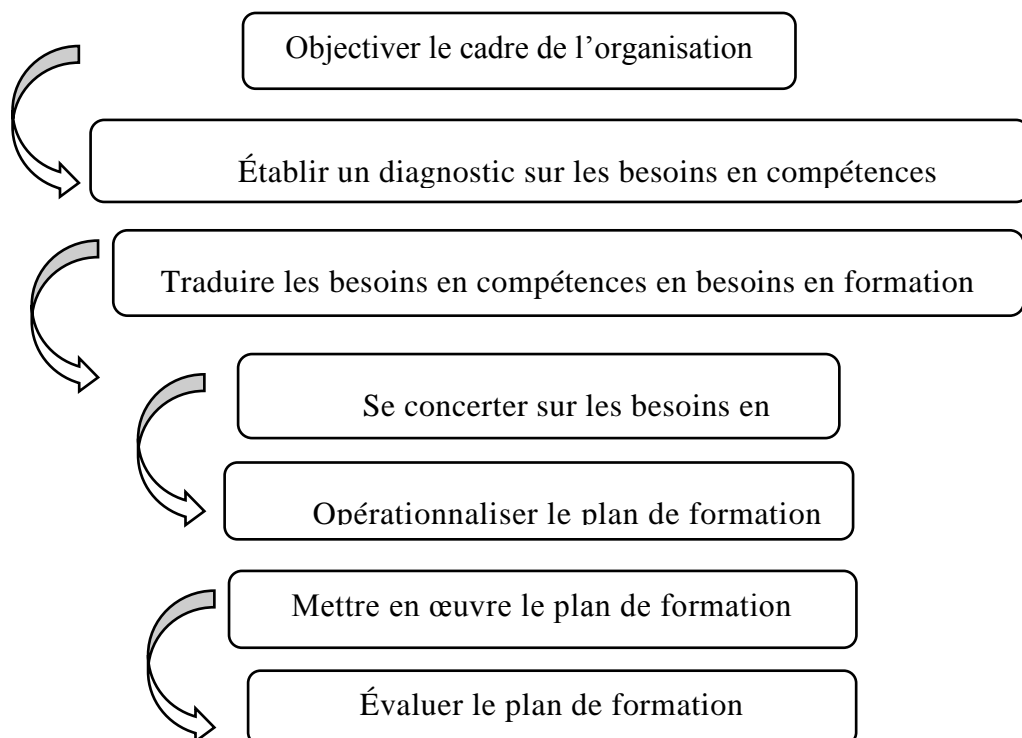 Objectiver le cadre de l’organisation
Établir un diagnostic sur les besoins en compétences
Traduire les besoins en compétences en besoins en formation
Se concerter sur les besoins en
Opérationnaliser le plan de formation
Mettre en œuvre le plan de formation
Évaluer le plan de formation